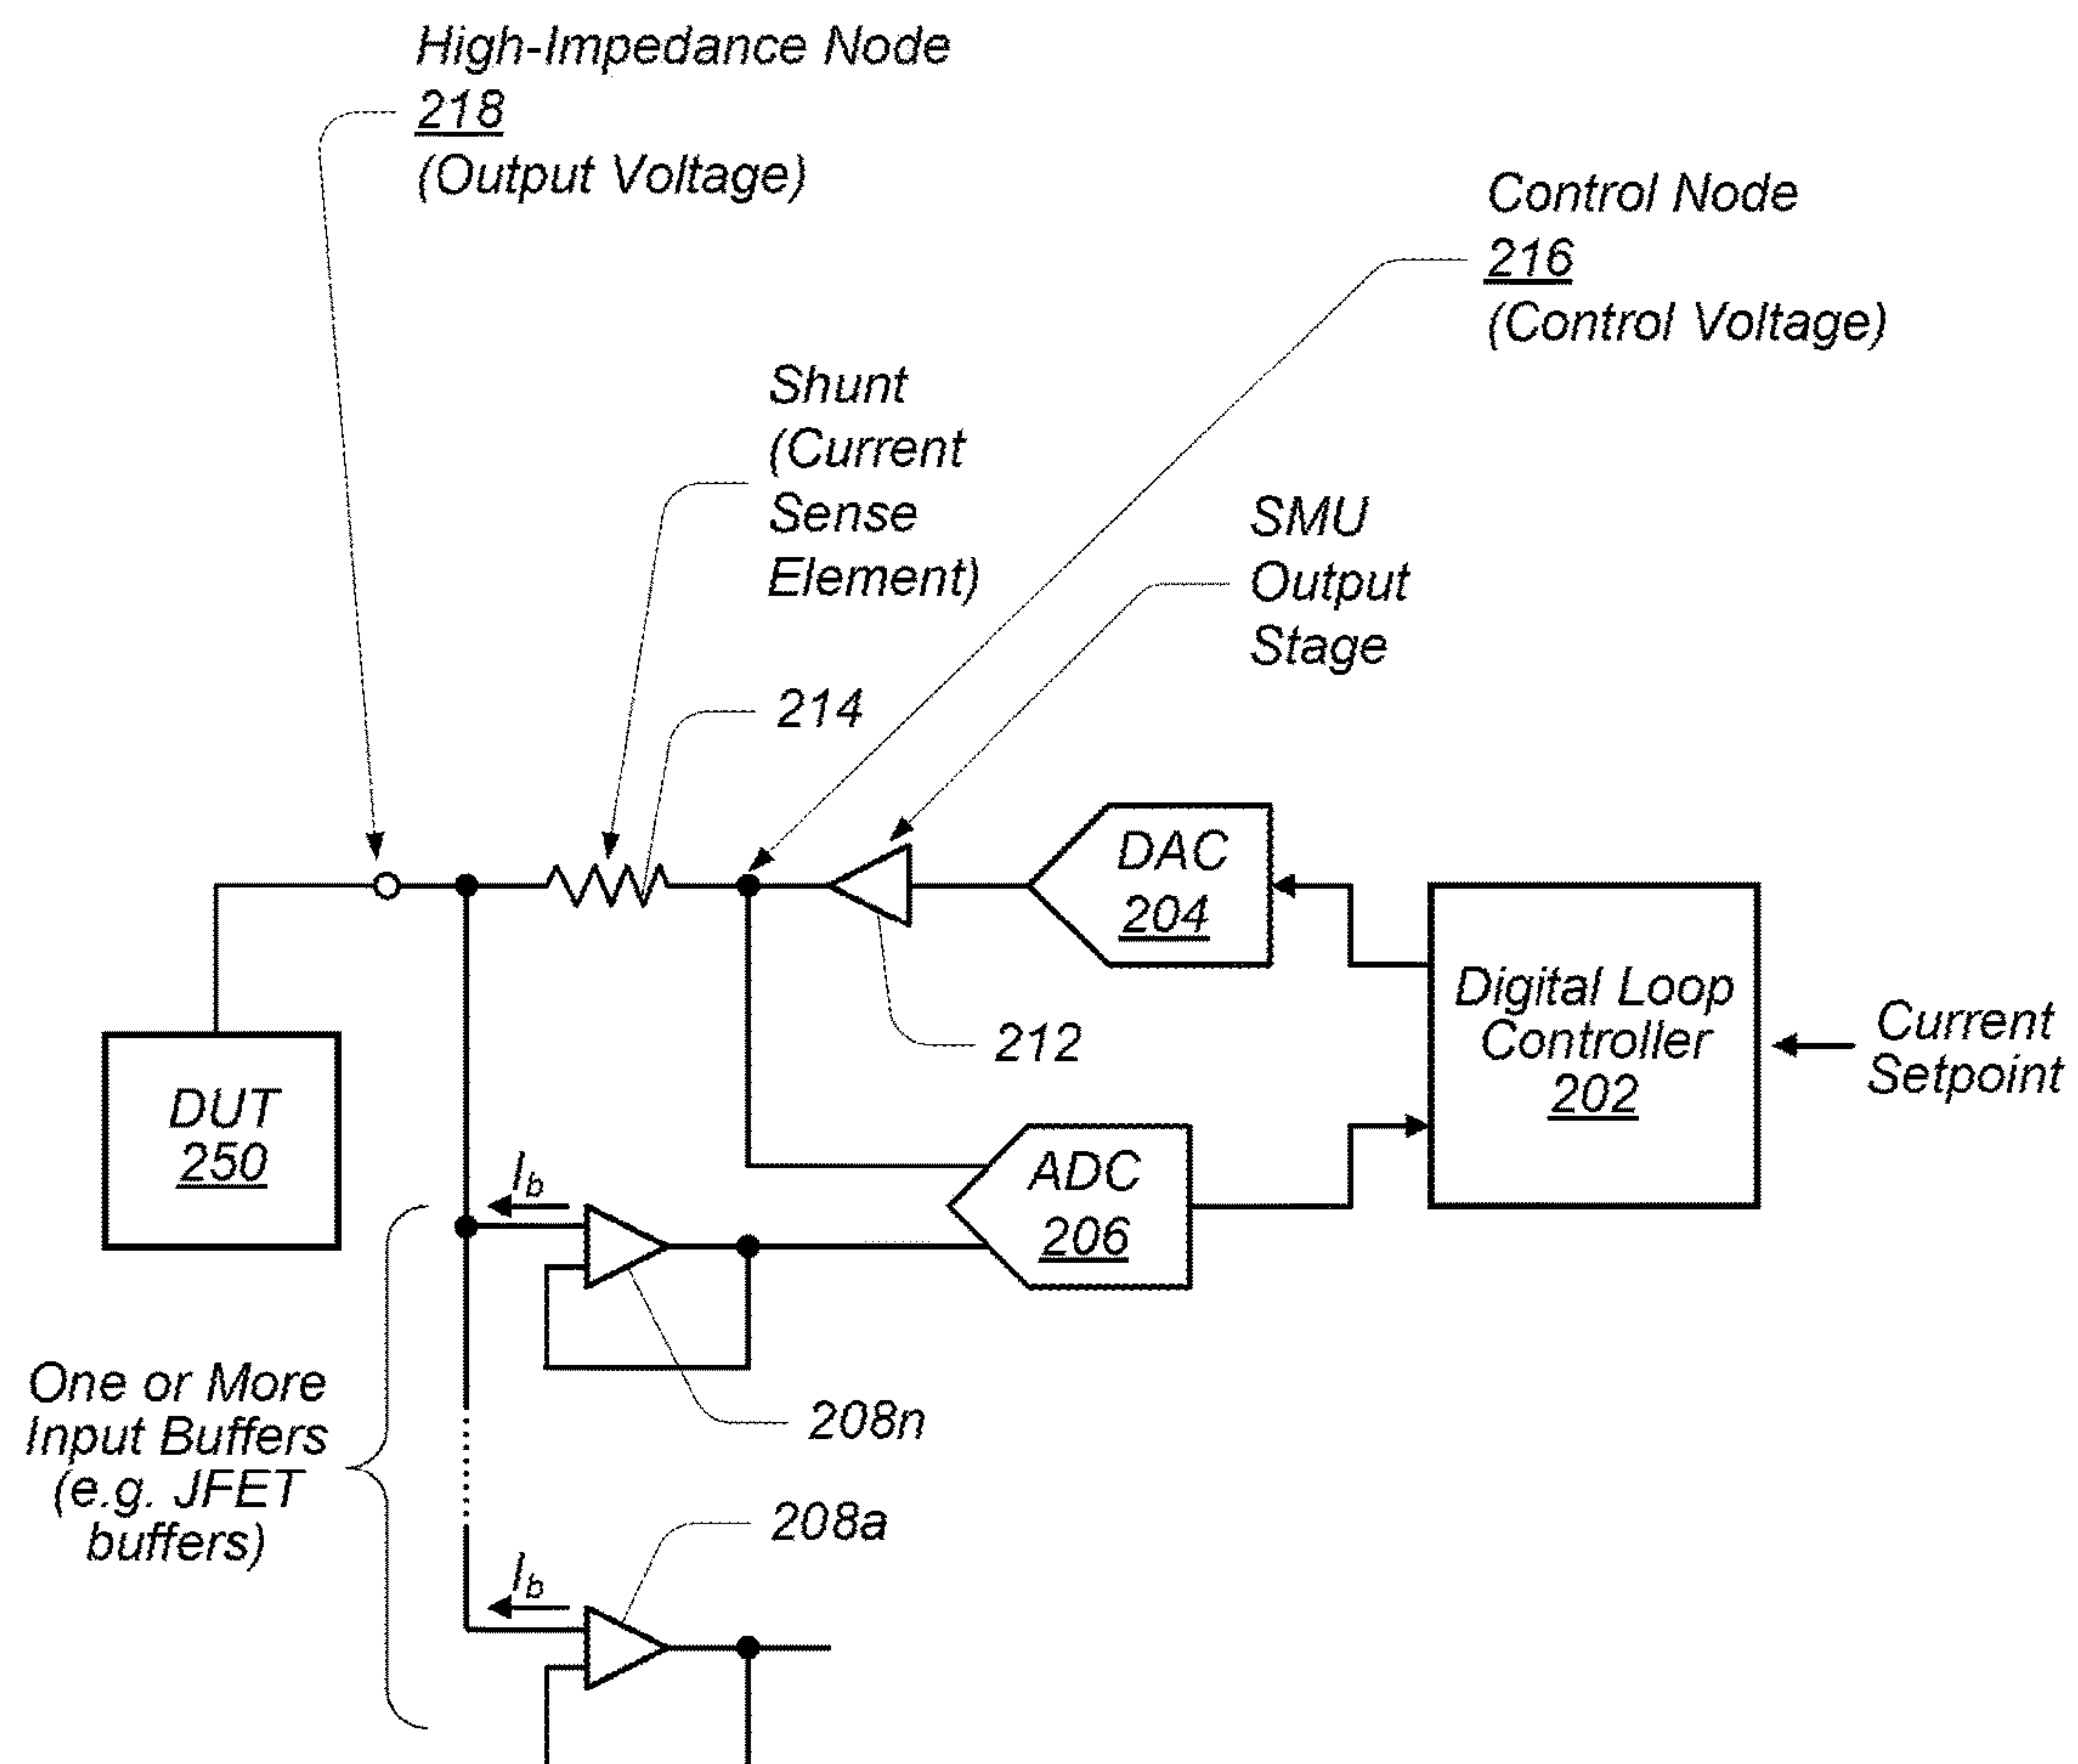 High-Impedance Node
218
(Output Voltage)
Control Node
216
(Control Voltage)
Shunt
(Current
Sense
Element)
SMU
Output
Stage
214
DAC
204
Digital Loop
Controller
202
Current
Setpoint
212
DUT
250
Ib
ADC
206
One or More
Input Buffers
(e.g. JFET
buffers)
208n
208a
Ib